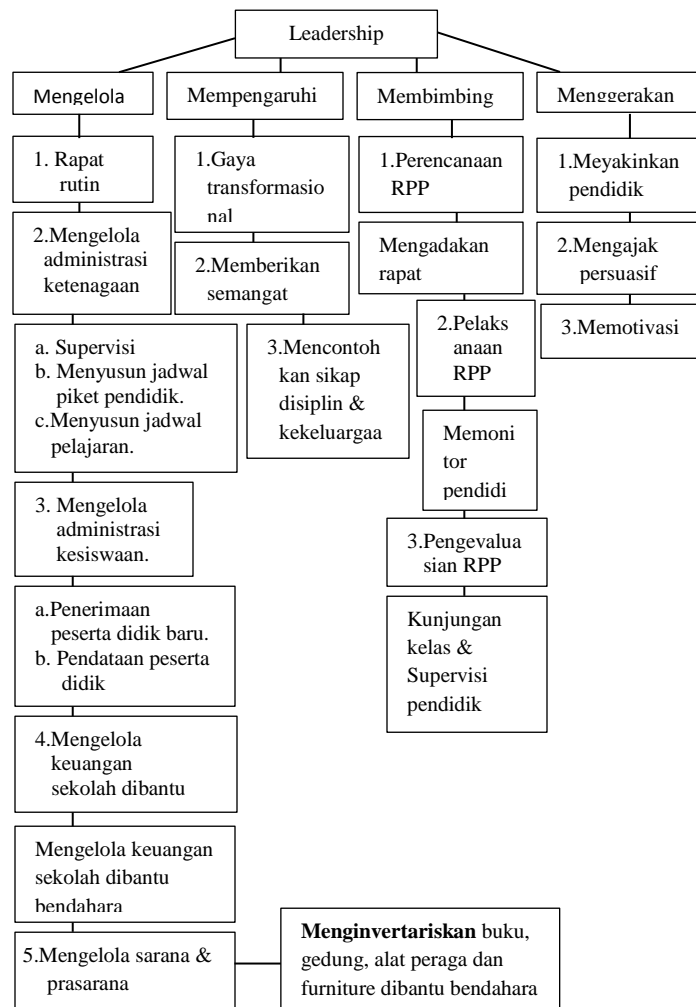 Leadership
Mengelola
Mempengaruhi
Membimbing
Menggerakan
1. Rapat
rutin
2.Mengelola
administrasi
ketenagaan
a. Supervisi
b. Menyusun jadwal
piket pendidik.
c.Menyusun jadwal
pelajaran.
3. Mengelola
administrasi
kesiswaan.
a.Penerimaan
peserta didik baru.
b. Pendataan peserta
didik
4.Mengelola
keuangan
sekolah dibantu
Mengelola keuangan
sekolah dibantu
bendahara
5.Mengelola sarana &
prasarana
Menginvertariskan buku,
gedung, alat peraga dan
furniture dibantu bendahara
1.Gaya
transformasio
nal
2.Memberikan
semangat
3.Mencontoh
kan sikap
disiplin &
kekeluargaa
1.Perencanaan
RPP
Mengadakan
rapat
2.Pelaks
anaan
RPP
Memoni
tor
pendidi
3.Pengevalua
sian RPP
Kunjungan
kelas &
Supervisi
pendidik
1.Meyakinkan
pendidik
2.Mengajak
persuasif
3.Memotivasi